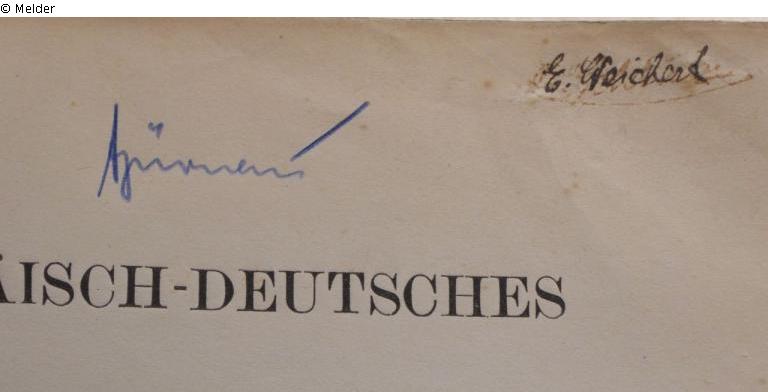 © Melder
E. Weichert
ÄISCH-DEUTSCHES